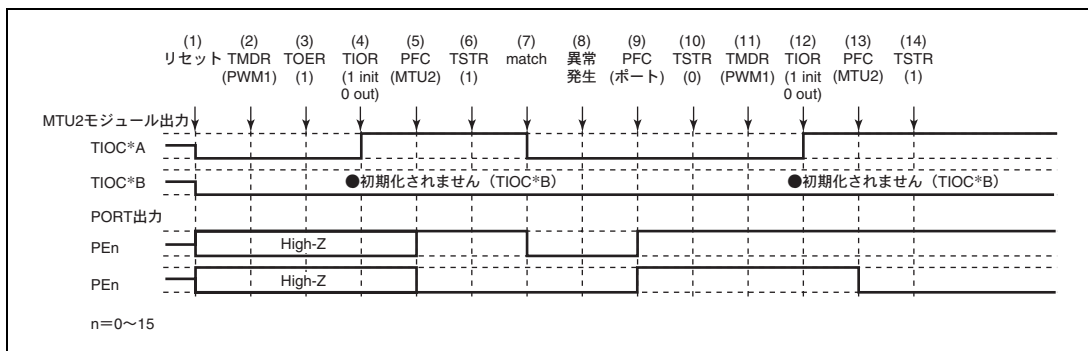 (1) (2) (3) (4) (5) (6) (7) (8) (9) (10) (11) (12) (13) (14)
リセット TMDR TOER TIOR PFC TSTR match 異常 PFC TSTR TMDR TIOR PFC TSTR
(PWM1) (1) (1 init (MTU2) (1) 発生 (ポート) (0) (PWM1) (1 init (MTU2) (1)
0 out) 0 out)
MTU2モジュール出力
TIOC*A
TIOC*B ●初期化されません（TIOC*B） ●初期化されません（TIOC*B）
PORT出力
PEn High-Z
PEn High-Z
n＝0～15